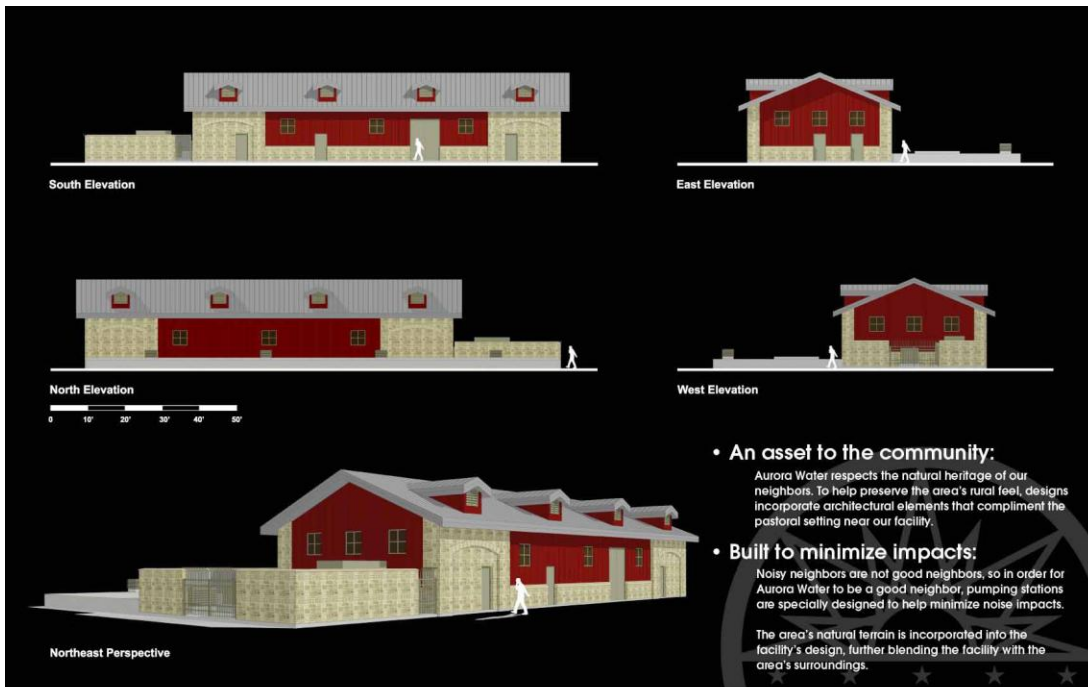 South Elevation
East Elevation
North Elevation
West Elevation
0 10' 20' 30' 40' 50'
• An asset to the community:
Aurora Water respects the natural heritage of our
neighbors. To help preserve the area's rural feel, designs
incorporate architectural elements that compliment the
pastoral setting near our facility.
• Built to minimize impacts:
Noisy neighbors are not good neighbors, so in order for
Aurora Water to be a good neighbor, pumping stations
are specially designed to help minimize noise impacts.
The area's natural terrain is incorporated into the
facility's design, further blending the facility with the
area's surroundings.
Northeast Perspective